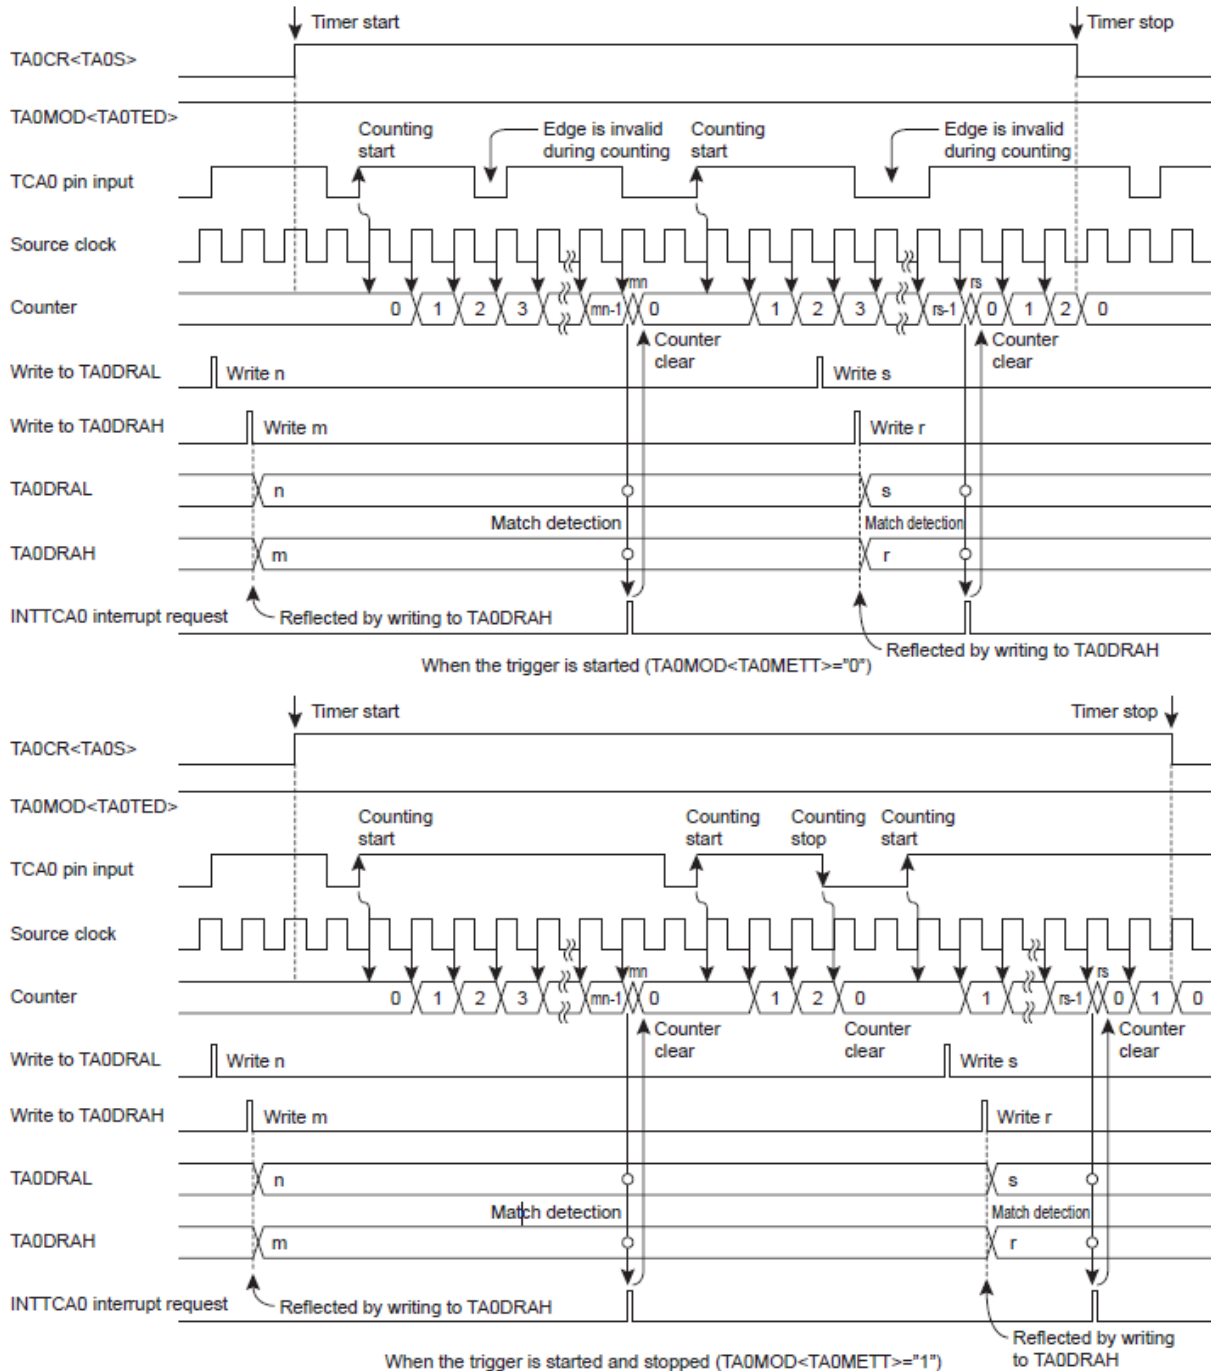 Timer start
Timer stop
TA0CR<TA0S>
TA0MOD<TA0TED>
Counting start
Edge is invalid during counting
Counting start
Edge is invalid during counting
TCA0 pin input
Source clock
mn
rs
Counter
0 1 2 3 mn-1 0 1 2 3 rs-1 0 1 2 0
Counter clear
Counter clear
Write to TA0DRAL
Write n
Write s
Write to TA0DRAH
Write m
Write r
TA0DRAL
n
s
Match detection
Match detection
TA0DRAH
m
r
INTTCA0 interrupt request
Reflected by writing to TA0DRAH
Reflected by writing to TA0DRAH
When the trigger is started (TA0MOD<TA0METT>="0")
Timer start
Timer stop
TA0CR<TA0S>
TA0MOD<TA0TED>
Counting start
Counting start
Counting stop
Counting start
TCA0 pin input
Source clock
mn
rs
Counter
0 1 2 3 mn-1 0 1 2 0 1 rs-1 0 1 0
Counter clear
Counter clear
Counter clear
Write to TA0DRAL
Write n
Write s
Write to TA0DRAH
Write m
Write r
TA0DRAL
n
s
Match detection
Match detection
TA0DRAH
m
r
INTTCA0 interrupt request
Reflected by writing to TA0DRAH
Reflected by writing to TA0DRAH
When the trigger is started and stopped (TA0MOD<TA0METT>="1")